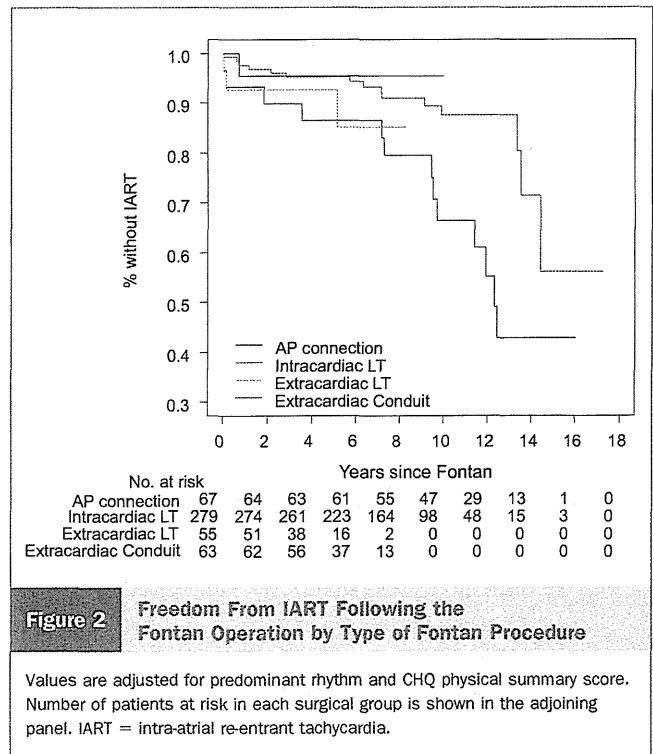 1.0
0.9
0.8
0.7
0.6
0.5
0.4
0.3
% without IART
AP connection
Intracardiac LT
Extracardiac LT
Extracardiac Conduit
0 2 4 6 8 10 12 14 16 18
Years since Fontan
No. at risk
AP connection 67 64 63 61 55 47 29 13 1 0
Intracardiac LT 279 274 261 223 164 98 48 15 3 0
Extracardiac LT 55 51 38 16 2 0 0 0 0 0
Extracardiac Conduit 63 62 56 37 13 0 0 0 0 0
Figure 2
Freedom From IART Following the
Fontan Operation by Type of Fontan Procedure
Values are adjusted for predominant rhythm and CHQ physical summary score.
Number of patients at risk in each surgical group is shown in the adjoining
panel. IART = intra-atrial re-entrant tachycardia.